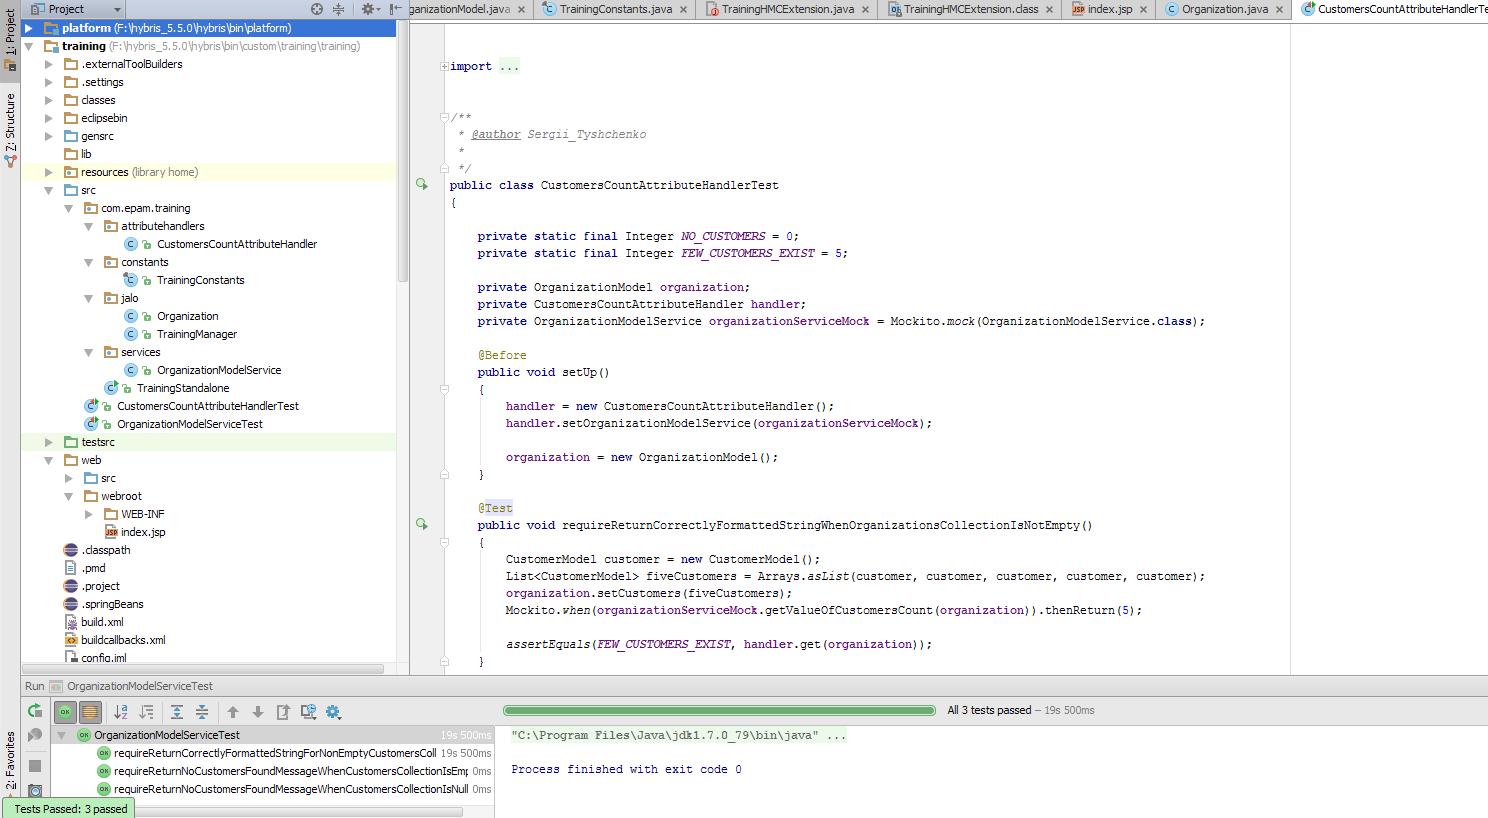 1: Project
Z: Structure
2: Favorites
Project
platform (F:\hybris_5.5.0\hybris\bin\platform)
training (F:\hybris_5.5.0\hybris\bin\custom\training\training)
.externalToolBuilders
.settings
classes
eclipsebin
gensrc
lib
resources (library home)
src
com.epam.training
attributehandlers
CustomersCountAttributeHandler
constants
TrainingConstants
jalo
Organization
TrainingManager
services
OrganizationModelService
TrainingStandalone
CustomersCountAttributeHandlerTest
OrganizationModelServiceTest
testsrc
web
src
webroot
WEB-INF
index.jsp
.classpath
.pmd
.project
.springBeans
build.xml
buildcallbacks.xml
config.iml
ganizationModel.java
TrainingConstants.java
TrainingHMCExtension.java
TrainingHMCExtension.class
index.jsp
Organization.java
CustomersCountAttributeHandlerTe
import ...
/**
* @author Sergii_Tyshchenko
*
*/
public class CustomersCountAttributeHandlerTest
{
private static final Integer NO_CUSTOMERS = 0;
private static final Integer FEW_CUSTOMERS_EXIST = 5;
private OrganizationModel organization;
private CustomersCountAttributeHandler handler;
private OrganizationModelService organizationServiceMock = Mockito.mock(OrganizationModelService.class);
@Before
public void setUp()
{
handler = new CustomersCountAttributeHandler();
handler.setOrganizationModelService(organizationServiceMock);
organization = new OrganizationModel();
}
@Test
public void requireReturnCorrectlyFormattedStringWhenOrganizationsCollectionIsNotEmpty()
{
CustomerModel customer = new CustomerModel();
List<CustomerModel> fiveCustomers = Arrays.asList(customer, customer, customer, customer, customer);
organization.setCustomers(fiveCustomers);
Mockito.when(organizationServiceMock.getValueOfCustomersCount(organization)).thenReturn(5);
assertEquals(FEW_CUSTOMERS_EXIST, handler.get(organization));
}
Run OrganizationModelServiceTest
All 3 tests passed – 19s 500ms
OrganizationModelServiceTest 19s 500ms
requireReturnCorrectlyFormattedStringForNonEmptyCustomersColl 19s 500ms
requireReturnNoCustomersFoundMessageWhenCustomersCollectionIsEmp 0ms
requireReturnNoCustomersFoundMessageWhenCustomersCollectionIsNull 0ms
"C:\Program Files\Java\jdk1.7.0_79\bin\java" ...
Process finished with exit code 0
Tests Passed: 3 passed